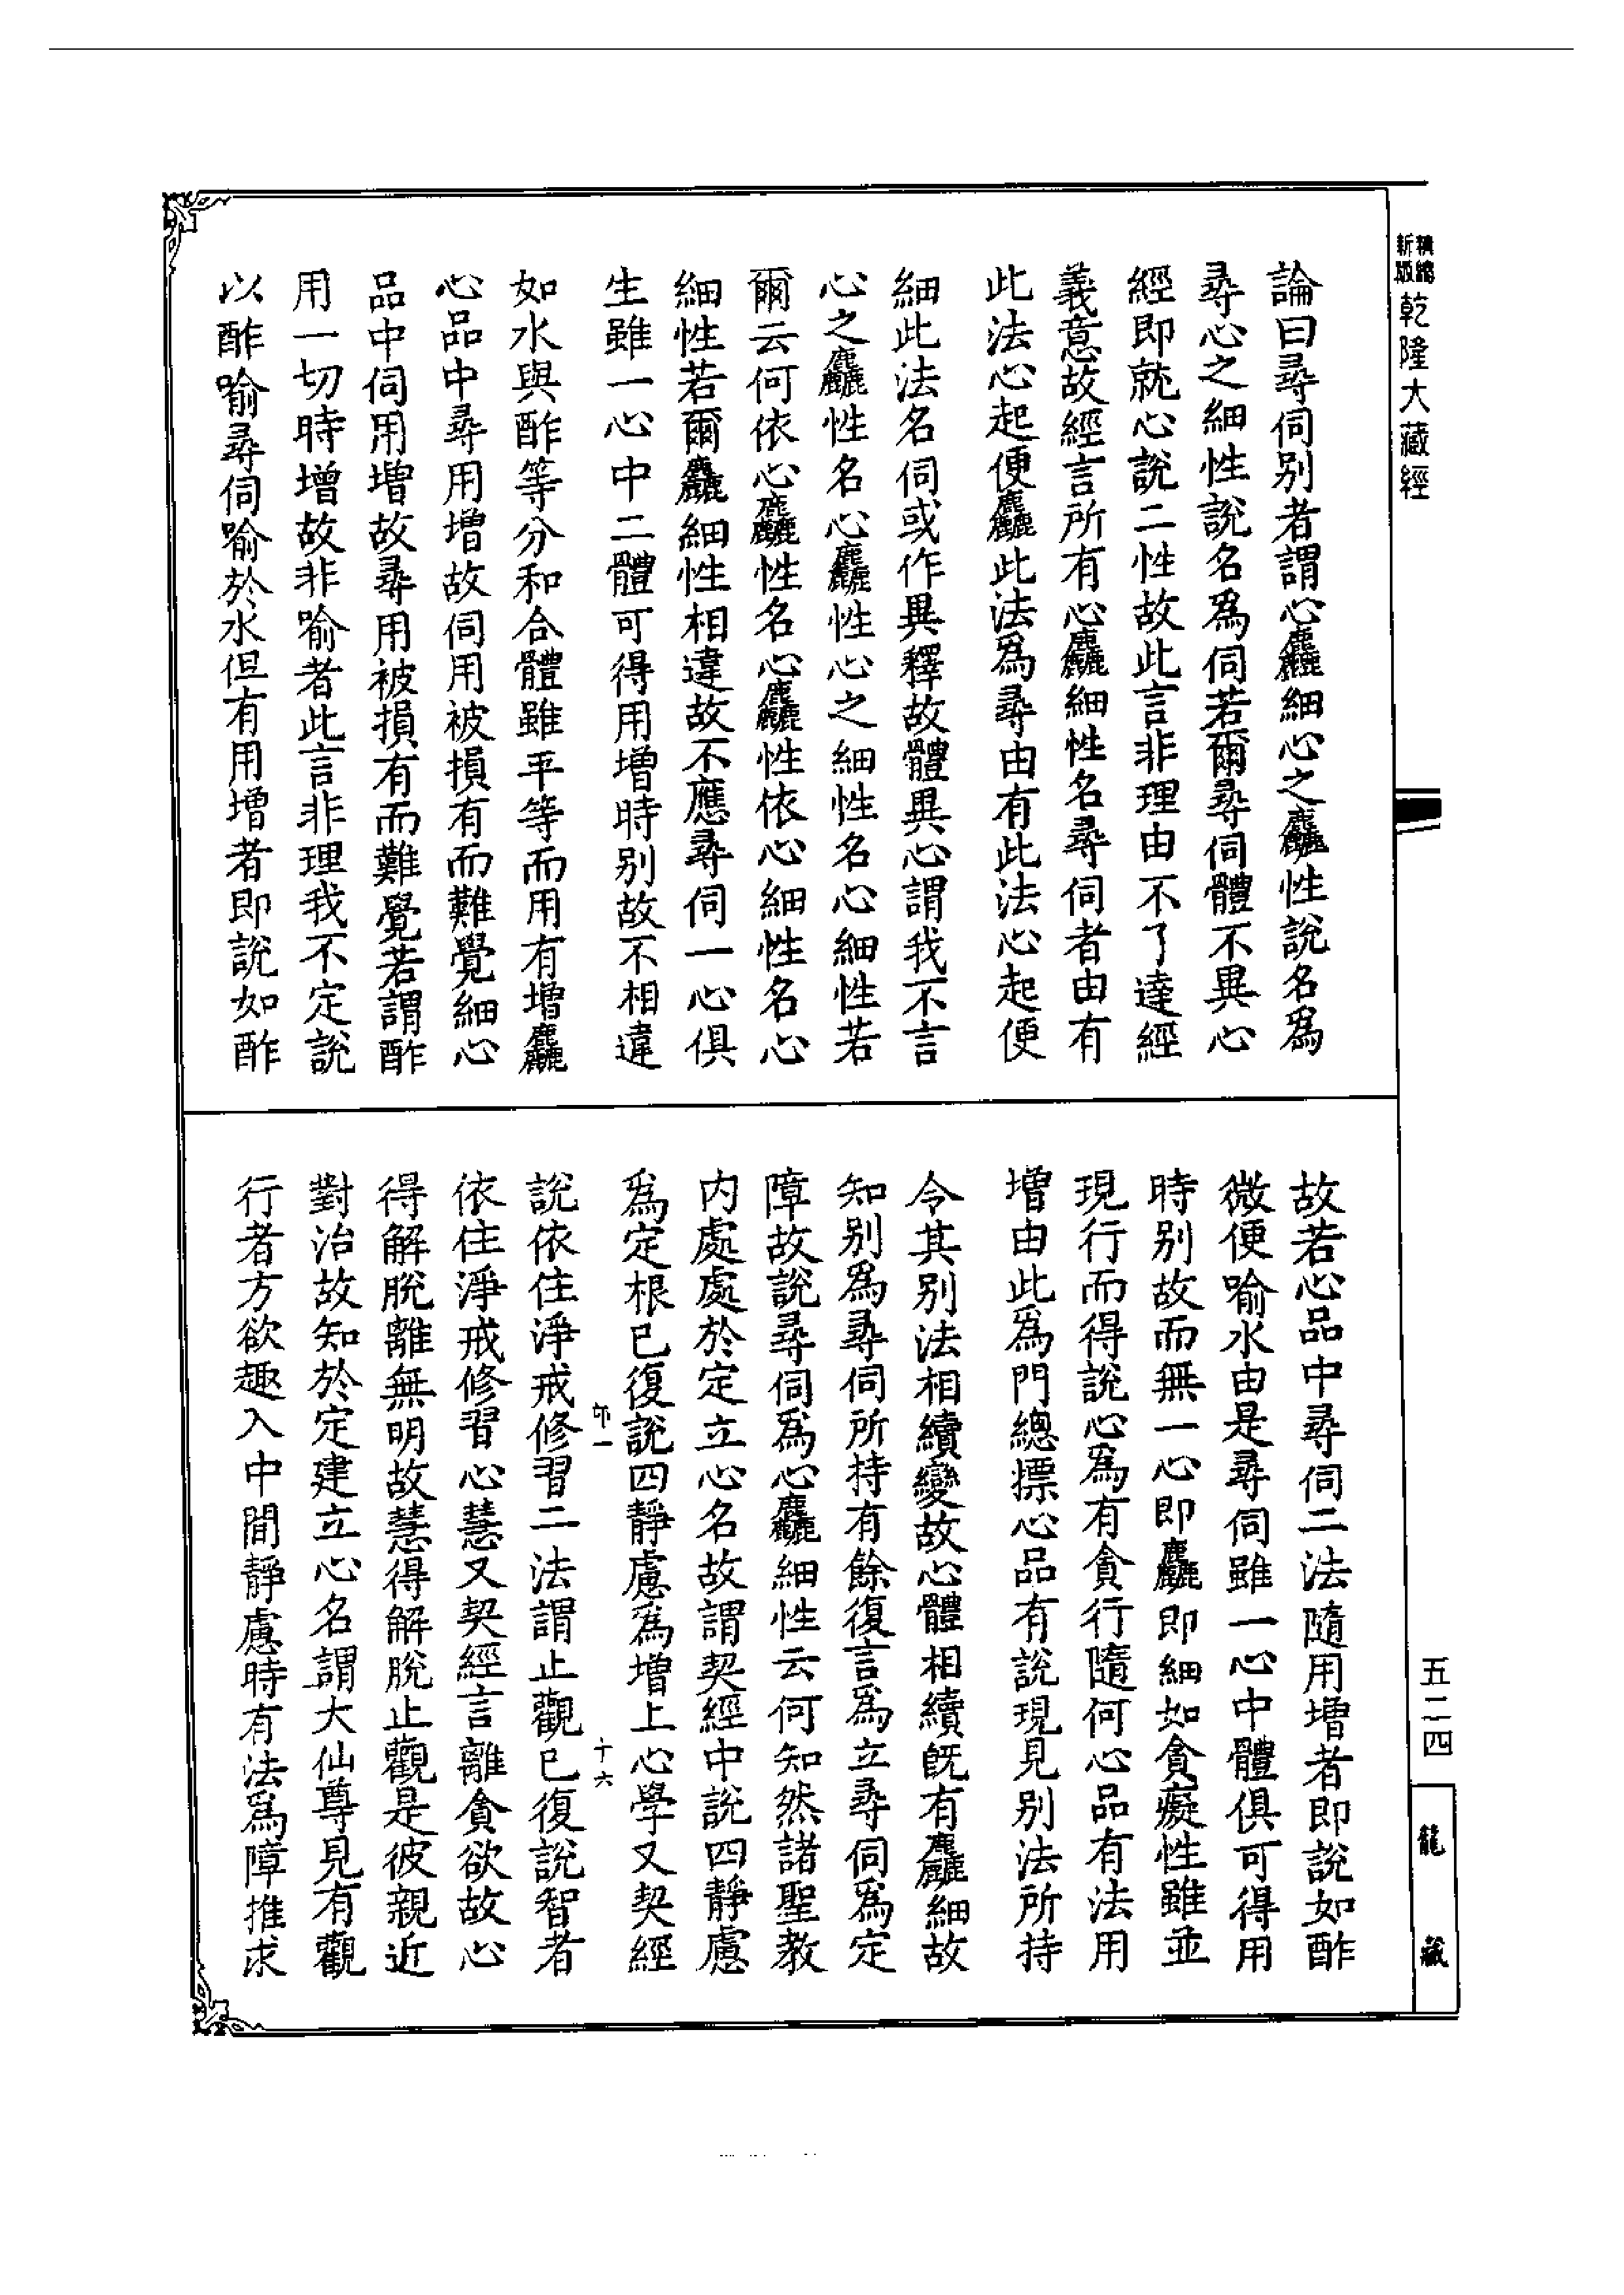 精編新版乾隆大藏經
論曰尋伺別者謂心麤細心之麤性說名爲
尋心之細性說名爲伺若爾尋伺體不異心
經即就心說二性故此言非理由不了達經
義意故經言所有心麤細性名尋伺者由有
此法心起便麤此法爲尋由有此法心起便
細此法名伺或作異釋故體異心謂我不言
心之麤性名心麤性心之細性名心細性若
爾云何依心麤性名心麤性依心細性名心
細性若爾麤細性相違故不應尋伺一心俱
生雖一心中二體可得用增時別故不相違
如水與酢等分和合體雖平等而用有增麤
心品中尋用增故伺用被損有而難覺細心
品中伺用增故尋用被損有而難覺若謂酢
用一切時增故非喻者此言非理我不定說
以酢喻尋伺喻於水但有用增者即說如酢
故若心品中尋伺二法隨用增者即說如酢
微便喻水由是尋伺雖一心中體俱可得用
時別故而無一心即麤即細如貪癡性雖並
現行而得說心爲有貪行隨何心品有法用
增由此爲門總摽心品有說現見別法所持
令其別法相續變故心體相續旣有麤細故
知別爲尋伺所持有餘復言爲立尋伺爲定
障故說尋伺爲心麤細性云何知然諸聖教
內處處於定立心名故謂契經中說四靜慮
爲定根已復說四靜慮爲增上心學又契經
十六
說依住淨戒修習二法謂止觀已復說智者
依住淨戒修習心慧又契經言離貪欲故心
得解脫離無明故慧得解脫止觀是彼親近
對治故知於定建立心名謂大仙尊見有觀
行者方欲趣入中間靜慮時有法爲障推求
五二四
龍藏